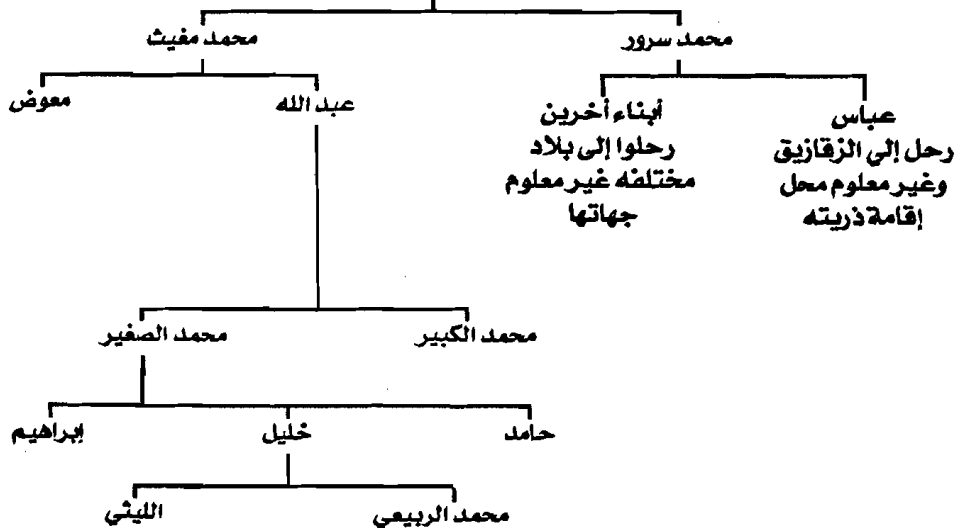 محمد سرور
محمد مغيث
عباس
رحل إلى الزقازيق
وغير معلوم محل
إقامة ذريته
أبناء أخرين
رحلوا إلى بلاد
مختلفه غير معلوم
جهاتها
عبد الله
معوض
محمد الكبير
محمد الصغير
حامد
خليل
إبراهيم
محمد الربيعي
الليثي